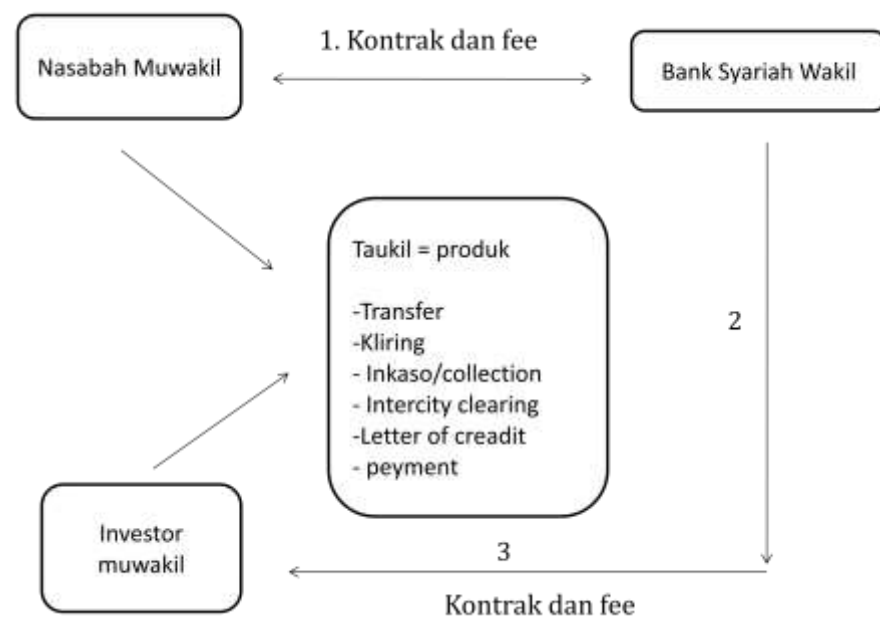 1. Kontrak dan fee
Nasabah Muwakil
Bank Syariah Wakil
Taukil = produk
-Transfer
-Kliring
- Inkaso/collection
- Intercity clearing
-Letter of creadit
- peyment
2
Investor
muwakil
3
Kontrak dan fee